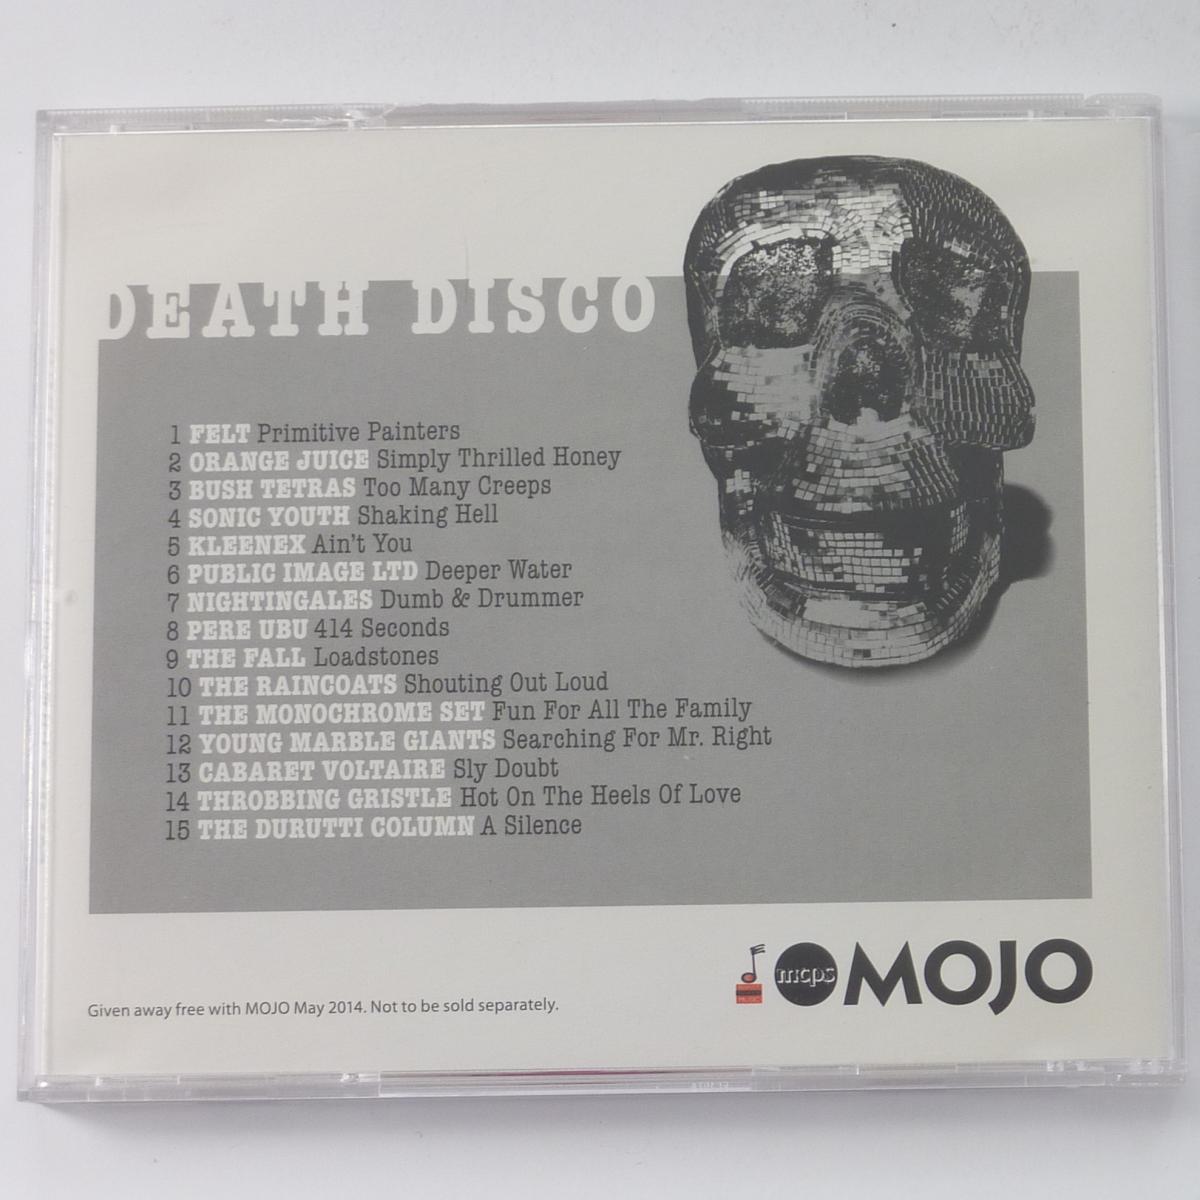 DEATH DISCO
1 FELT Primitive Painters
2 ORANGE JUICE Simply Thrilled Honey
3 BUSH TETRAS Too Many Creeps
4 SONIC YOUTH Shaking Hell
5 KLEENEX Ain't You
6 PUBLIC IMAGE LTD Deeper Water
7 NIGHTINGALES Dumb & Drummer
8 PERE UBU 414 Seconds
9 THE FALL Loadstones
10 THE RAINCOATS Shouting Out Loud
11 THE MONOCHROME SET Fun For All The Family
12 YOUNG MARBLE GIANTS Searching For Mr. Right
13 CABARET VOLTAIRE Sly Doubt
14 THROBBING GRISTLE Hot On The Heels Of Love
15 THE DURUTTI COLUMN A Silence
mcps MOJO
Given away free with MOJO May 2014. Not to be sold separately.